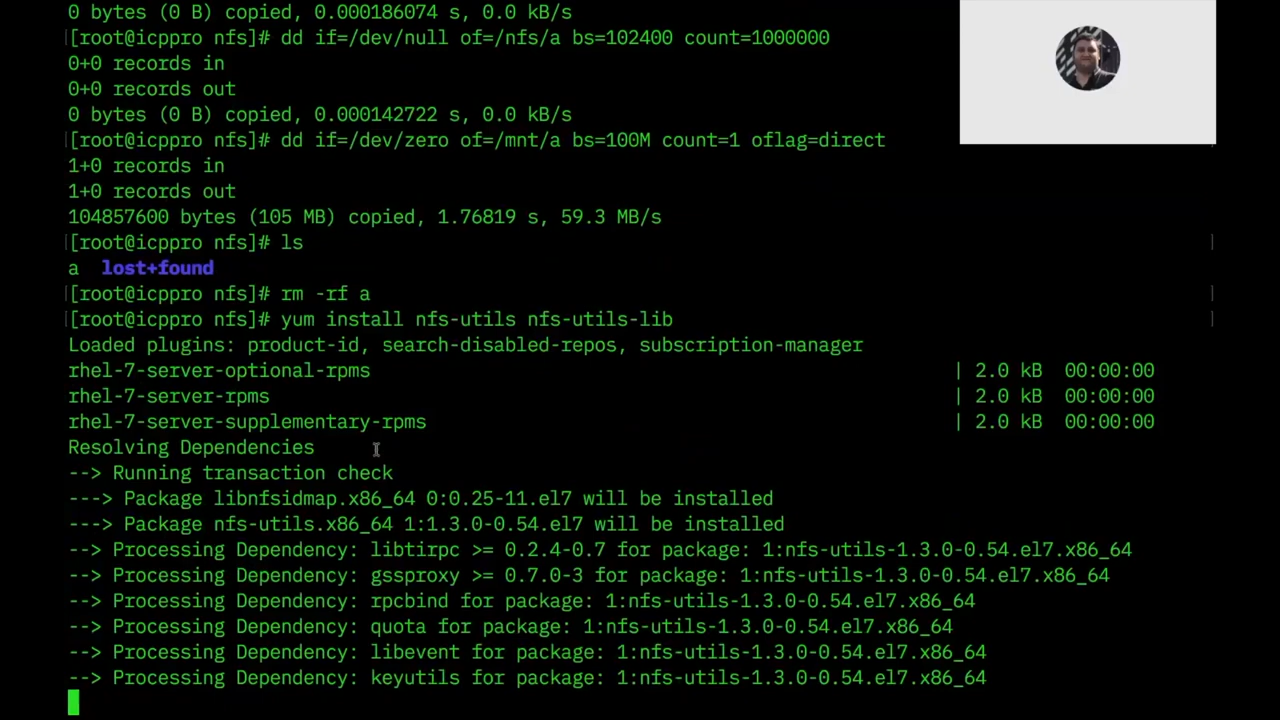 0 bytes (0 B) copied, 0.000186074 s, 0.0 kB/s
[root@icppro nfs]# dd if=/dev/null of=/nfs/a bs=102400 count=1000000
0+0 records in
0+0 records out
0 bytes (0 B) copied, 0.000142722 s, 0.0 kB/s
[root@icppro nfs]# dd if=/dev/zero of=/mnt/a bs=100M count=1 oflag=direct
1+0 records in
1+0 records out
104857600 bytes (105 MB) copied, 1.76819 s, 59.3 MB/s
[root@icppro nfs]# ls
a  lost+found
[root@icppro nfs]# rm -rf a
[root@icppro nfs]# yum install nfs-utils nfs-utils-lib
Loaded plugins: product-id, search-disabled-repos, subscription-manager
rhel-7-server-optional-rpms | 2.0 kB  00:00:00
rhel-7-server-rpms | 2.0 kB  00:00:00
rhel-7-server-supplementary-rpms | 2.0 kB  00:00:00
Resolving Dependencies
--> Running transaction check
---> Package libnfsidmap.x86_64 0:0.25-11.el7 will be installed
---> Package nfs-utils.x86_64 1:1.3.0-0.54.el7 will be installed
--> Processing Dependency: libtirpc >= 0.2.4-0.7 for package: 1:nfs-utils-1.3.0-0.54.el7.x86_64
--> Processing Dependency: gssproxy >= 0.7.0-3 for package: 1:nfs-utils-1.3.0-0.54.el7.x86_64
--> Processing Dependency: rpcbind for package: 1:nfs-utils-1.3.0-0.54.el7.x86_64
--> Processing Dependency: quota for package: 1:nfs-utils-1.3.0-0.54.el7.x86_64
--> Processing Dependency: libevent for package: 1:nfs-utils-1.3.0-0.54.el7.x86_64
--> Processing Dependency: keyutils for package: 1:nfs-utils-1.3.0-0.54.el7.x86_64